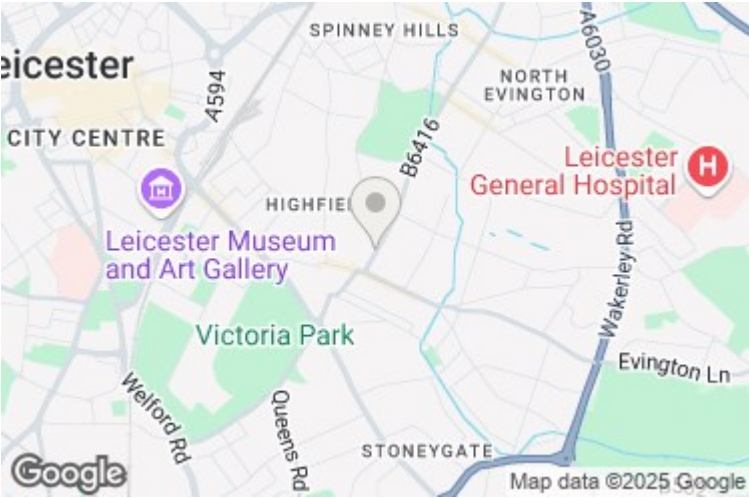 SPINNEY HILLS
eicester
A6030
NORTH
EVINGTON
A594
CITY CENTRE
B6416
Leicester
General Hospital
H
HIGHFIE
Leicester Museum
and Art Gallery
Wakerley Rd
Victoria Park
Evington Ln
Welford Rd
Queens Rd
STONEYGATE
Google
Map data ©2025 Google